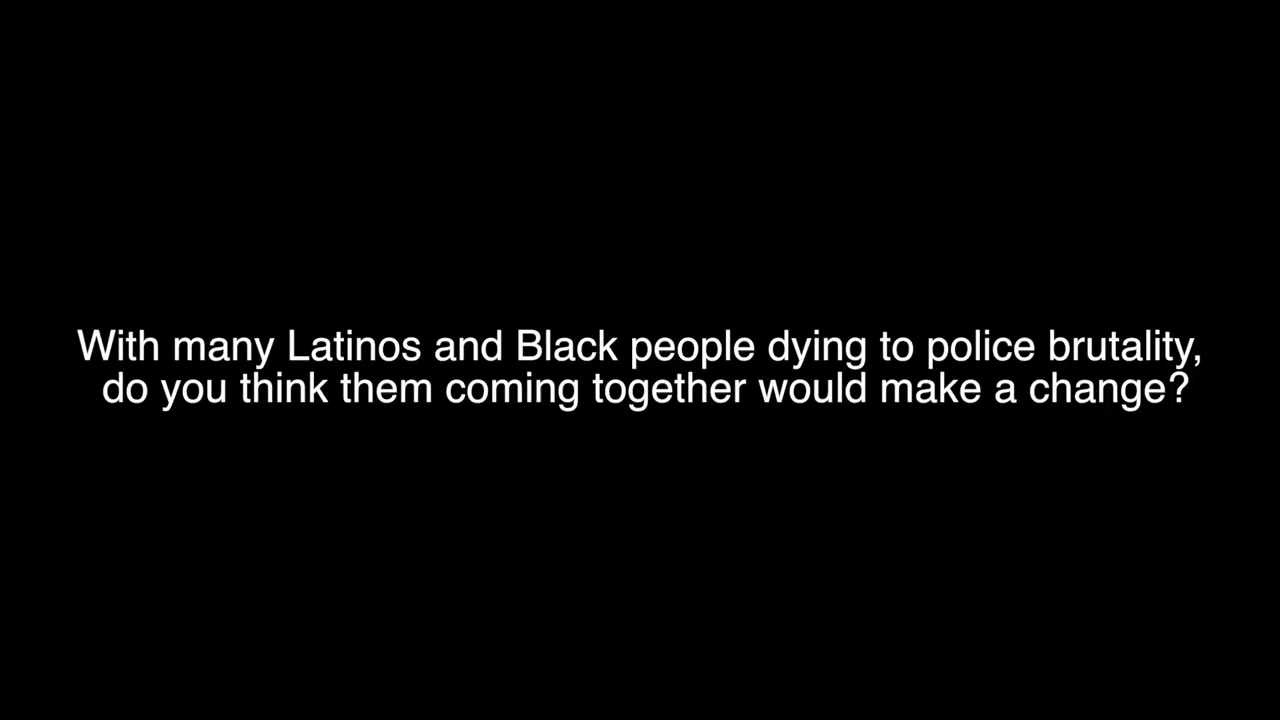 With many Latinos and Black people dying to police brutality,
do you think them coming together would make a change?